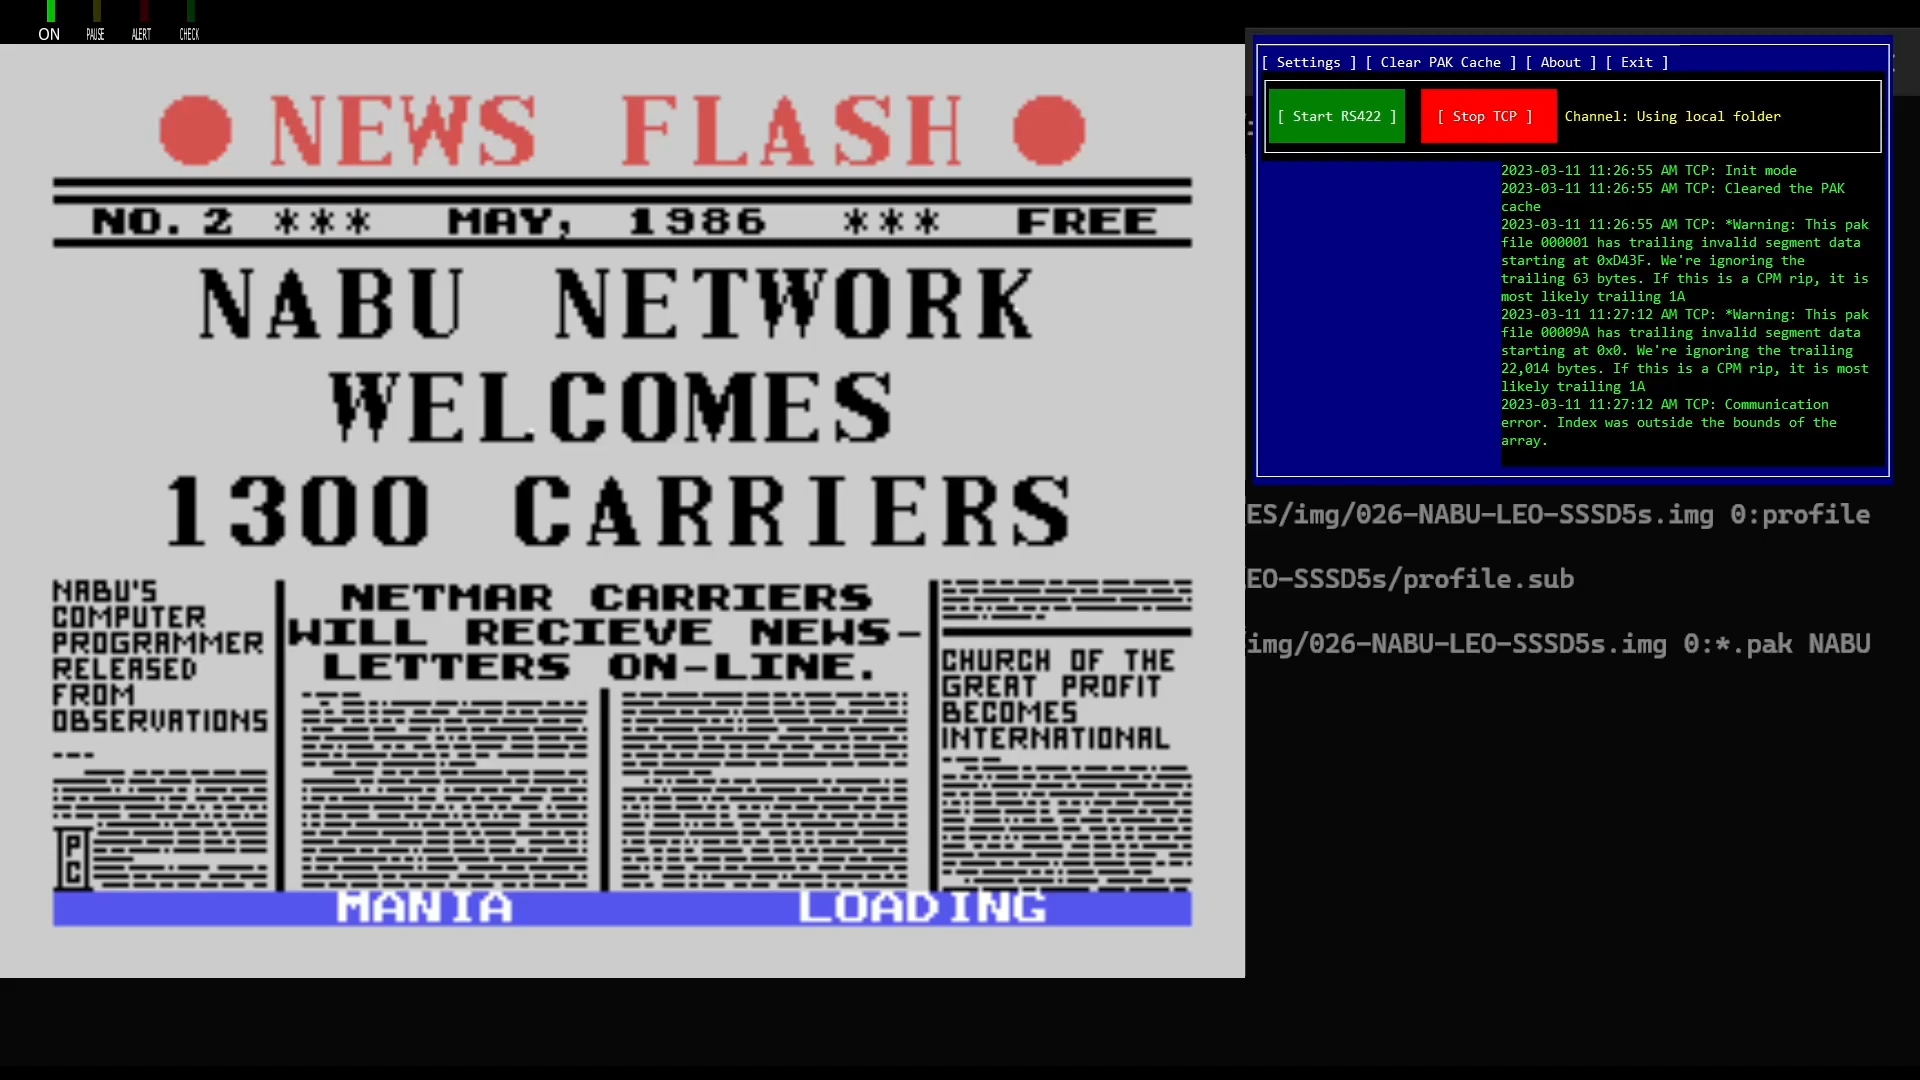 ON PAUSE ALERT CHECK
NEWS FLASH
NO. 2 *** MAY, 1986 *** FREE
NABU NETWORK
WELCOMES
1300 CARRIERS
NABU'S
COMPUTER
PROGRAMMER
RELEASED
FROM
OBSERVATIONS
---
PC
NETMAR CARRIERS
WILL RECIEVE NEWS-
LETTERS ON-LINE.
CHURCH OF THE
GREAT PROFIT
BECOMES
INTERNATIONAL
MANIA LOADING
[ Settings ] [ Clear PAK Cache ] [ About ] [ Exit ]
[ Start RS422 ] [ Stop TCP ] Channel: Using local folder
2023-03-11 11:26:55 AM TCP: Init mode
2023-03-11 11:26:55 AM TCP: Cleared the PAK
cache
2023-03-11 11:26:55 AM TCP: *Warning: This pak
file 000001 has trailing invalid segment data
starting at 0xD43F. We're ignoring the
trailing 63 bytes. If this is a CPM rip, it is
most likely trailing 1A
2023-03-11 11:27:12 AM TCP: *Warning: This pak
file 00009A has trailing invalid segment data
starting at 0x0. We're ignoring the trailing
22,014 bytes. If this is a CPM rip, it is most
likely trailing 1A
2023-03-11 11:27:12 AM TCP: Communication
error. Index was outside the bounds of the
array.
ES/img/026-NABU-LEO-SSSD5s.img 0:profile
EO-SSSD5s/profile.sub
img/026-NABU-LEO-SSSD5s.img 0:*.pak NABU